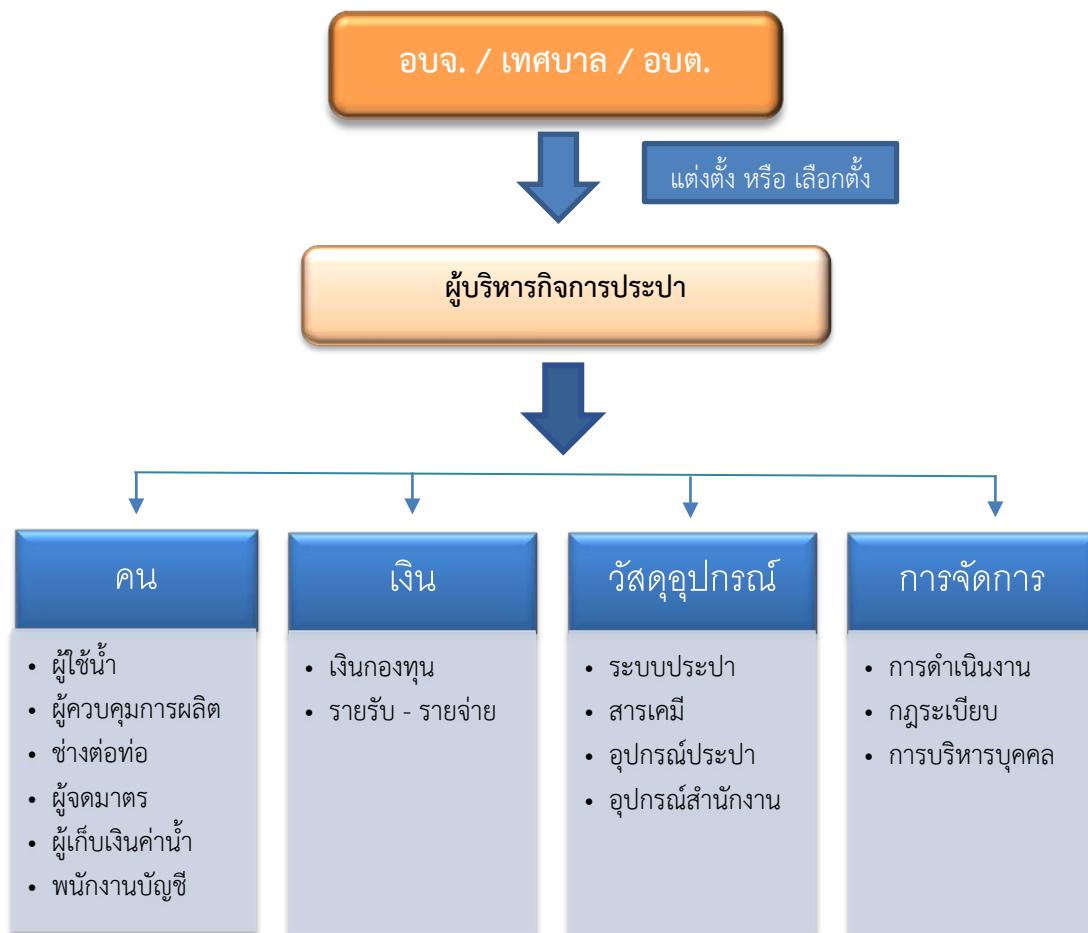 อบจ. / เทศบาล / อบต.
แต่งตั้ง หรือ เลือกตั้ง
ผู้บริหารกิจการประปา
คน
• ผู้ใช้น้ำ
• ผู้ควบคุมการผลิต
• ช่างต่อท่อ
• ผู้จดมาตร
• ผู้เก็บเงินค่าน้ำ
• พนักงานบัญชี
เงิน
• เงินกองทุน
• รายรับ - รายจ่าย
วัสดุอุปกรณ์
• ระบบประปา
• สารเคมี
• อุปกรณ์ประปา
• อุปกรณ์สำนักงาน
การจัดการ
• การดำเนินงาน
• กฎระเบียบ
• การบริหารบุคคล